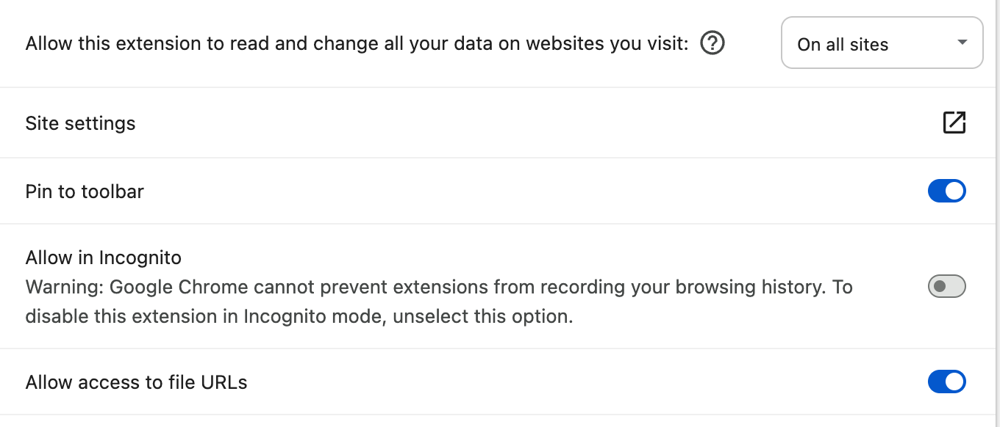 Allow this extension to read and change all your data on websites you visit:
On all sites
Site settings
Pin to toolbar
Allow in Incognito
Warning: Google Chrome cannot prevent extensions from recording your browsing history. To
disable this extension in Incognito mode, unselect this option.
Allow access to file URLs